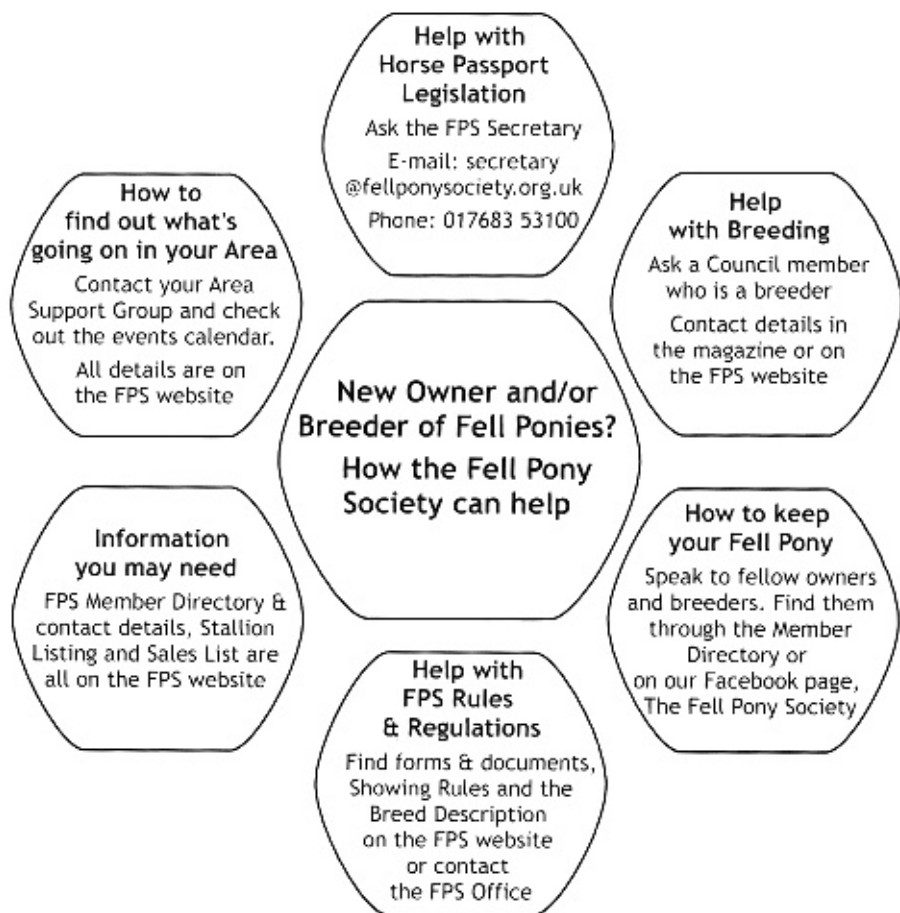 Help with
Horse Passport
Legislation
Ask the FPS Secretary
E-mail: secretary
@fellponysociety.org.uk
Phone: 017683 53100
How to
find out what's
going on in your Area
Contact your Area
Support Group and check
out the events calendar.
All details are on
the FPS website
Help
with Breeding
Ask a Council member
who is a breeder
Contact details in
the magazine or on
the FPS website
New Owner and/or
Breeder of Fell Ponies?
How the Fell Pony
Society can help
Information
you may need
FPS Member Directory &
contact details, Stallion
Listing and Sales List are
all on the FPS website
How to keep
your Fell Pony
Speak to fellow owners
and breeders. Find them
through the Member
Directory or
on our Facebook page,
The Fell Pony Society
Help with
FPS Rules
& Regulations
Find forms & documents,
Showing Rules and the
Breed Description
on the FPS website
or contact
the FPS Office